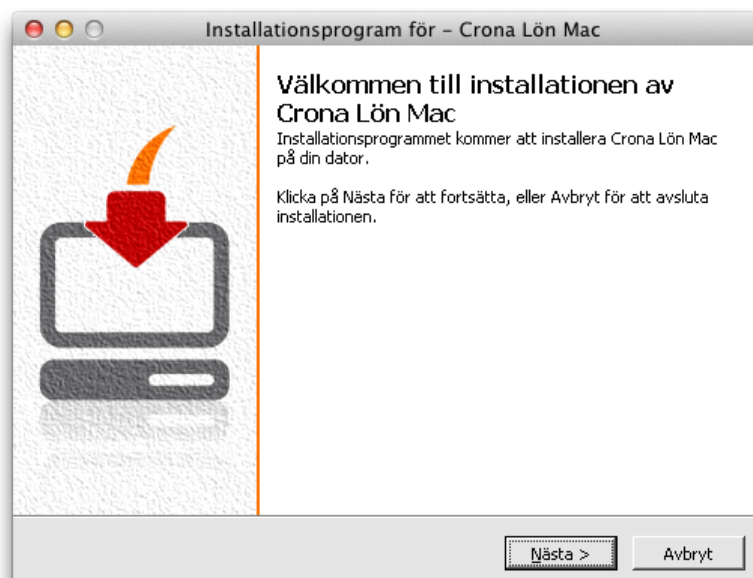 Installationsprogram för – Crona Lön Mac
Välkommen till installationen av
Crona Lön Mac
Installationsprogrammet kommer att installera Crona Lön Mac
på din dator.
Klicka på Nästa för att fortsätta, eller Avbryt för att avsluta
installationen.
Nästa >
Avbryt